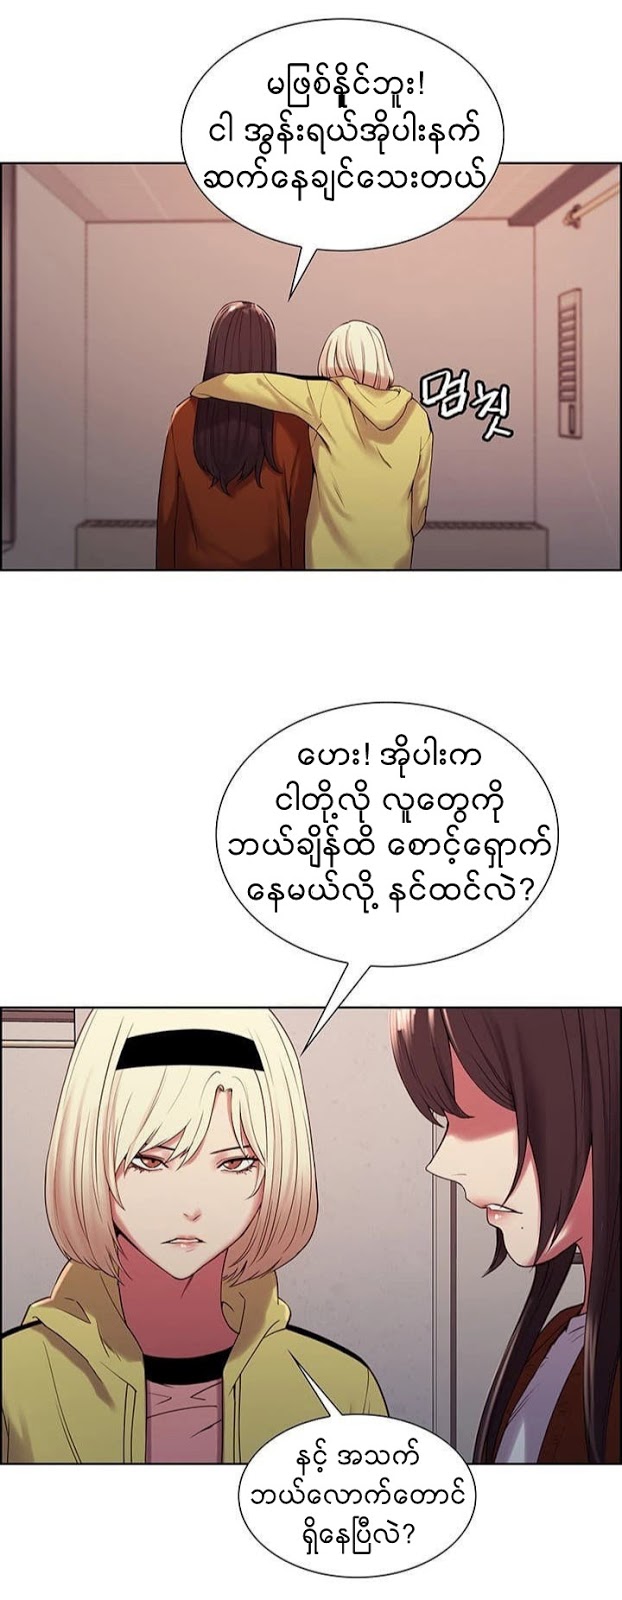 မဖြစ်နိူင်ဘူး!
ငါ အွန်းရယ်အိုပါးနက်
ဆက်နေချင်သေးတယ်
멈칫
ဟေး! အိုပါးက
ငါတို့လို လူတွေကို
ဘယ်ချိန်ထိ စောင့်ရှောက်
နေမယ်လို့ နင်ထင်လဲ?
နင့် အသက်
ဘယ်လောက်တောင်
ရှိနေပြီလဲ?